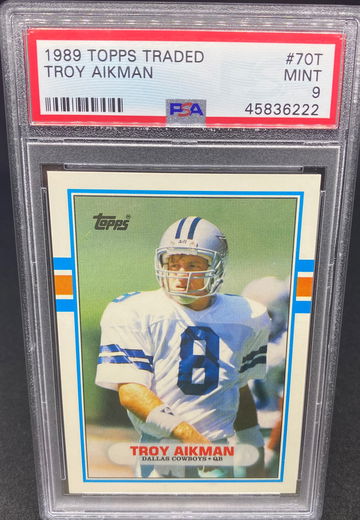 1989 TOPPS TRADED #70T
TROY AIKMAN MINT
9
PSA 45836222
Topps®
8
TROY AIKMAN
DALLAS COWBOYS • QB